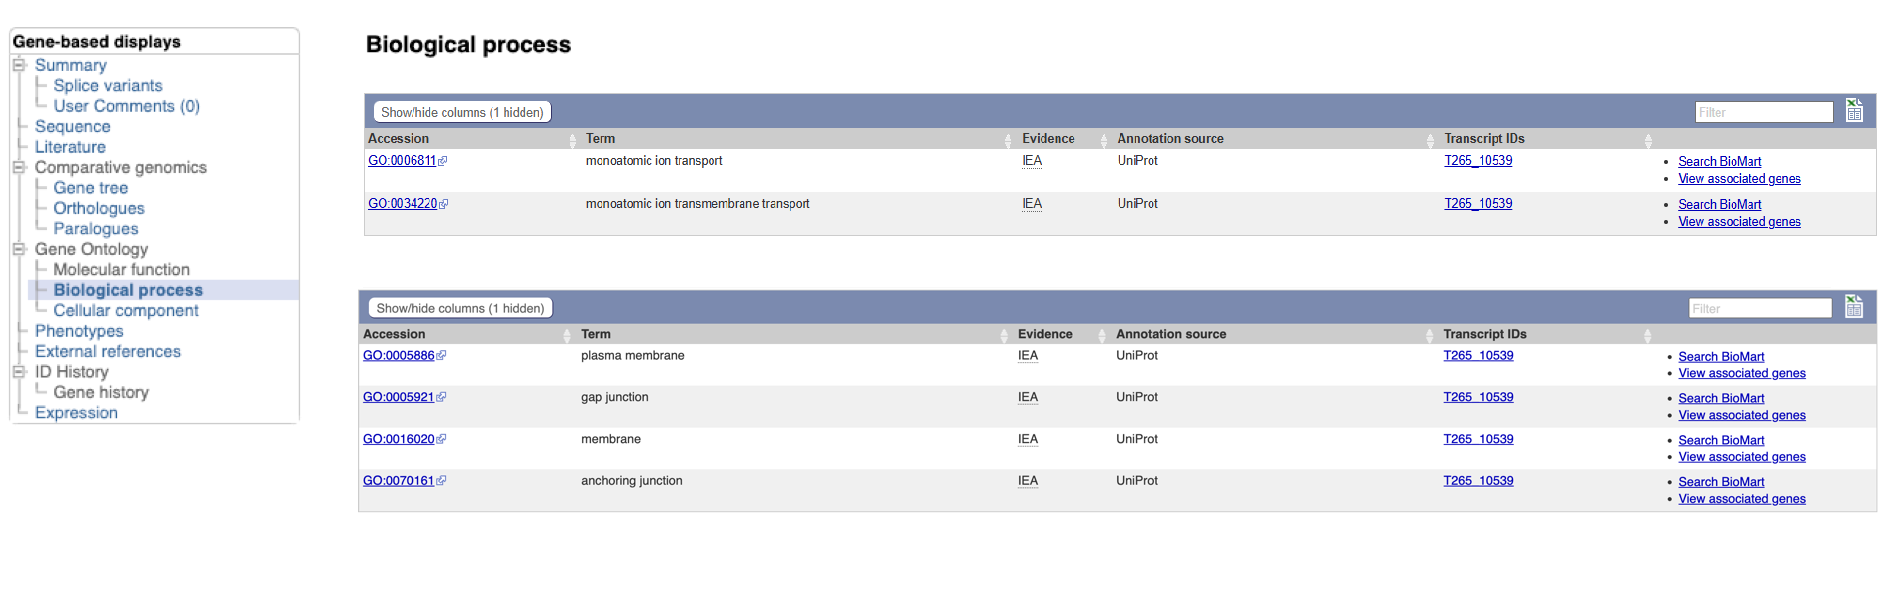 Gene-based displays
Summary
Splice variants
User Comments (0)
Sequence
Literature
Comparative genomics
Gene tree
Orthologues
Paralogues
Gene Ontology
Molecular function
Biological process
Cellular component
Phenotypes
External references
ID History
Gene history
Expression
Biological process
Show/hide columns (1 hidden) Filter
Accession Term Evidence Annotation source Transcript IDs
GO:0006811 monoatomic ion transport IEA UniProt T265_10539 • Search BioMart
• View associated genes
GO:0034220 monoatomic ion transmembrane transport IEA UniProt T265_10539 • Search BioMart
• View associated genes
Show/hide columns (1 hidden) Filter
Accession Term Evidence Annotation source Transcript IDs
GO:0005886 plasma membrane IEA UniProt T265_10539 • Search BioMart
• View associated genes
GO:0005921 gap junction IEA UniProt T265_10539 • Search BioMart
• View associated genes
GO:0016020 membrane IEA UniProt T265_10539 • Search BioMart
• View associated genes
GO:0070161 anchoring junction IEA UniProt T265_10539 • Search BioMart
• View associated genes